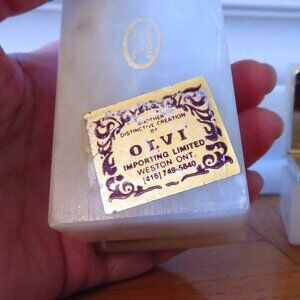 ANOTHER
DISTINCTIVE CREATION
BY
OLVI
IMPORTING LIMITED
WESTON ONT.
(416) 749-5840